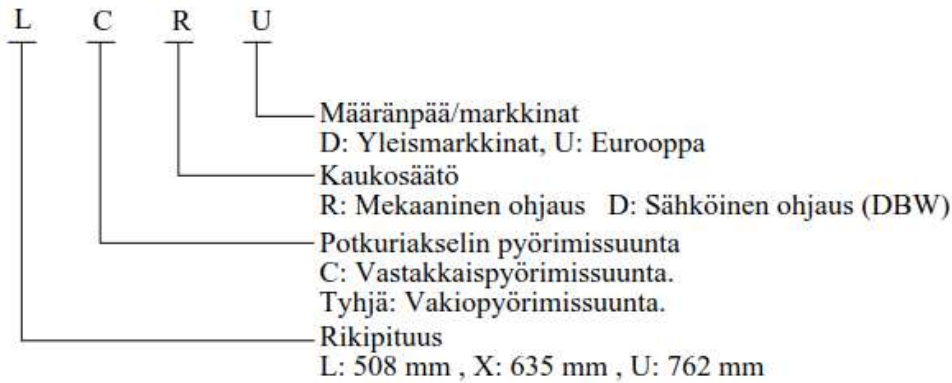 L C R U
Määränpää/markkinat
D: Yleismarkkinat, U: Eurooppa
Kaukosäätö
R: Mekaaninen ohjaus D: Sähköinen ohjaus (DBW)
Potkuriakselin pyörimissuunta
C: Vastakkaispyörimissuunta.
Tyhjä: Vakiopyörimissuunta.
Rikipituus
L: 508 mm , X: 635 mm , U: 762 mm